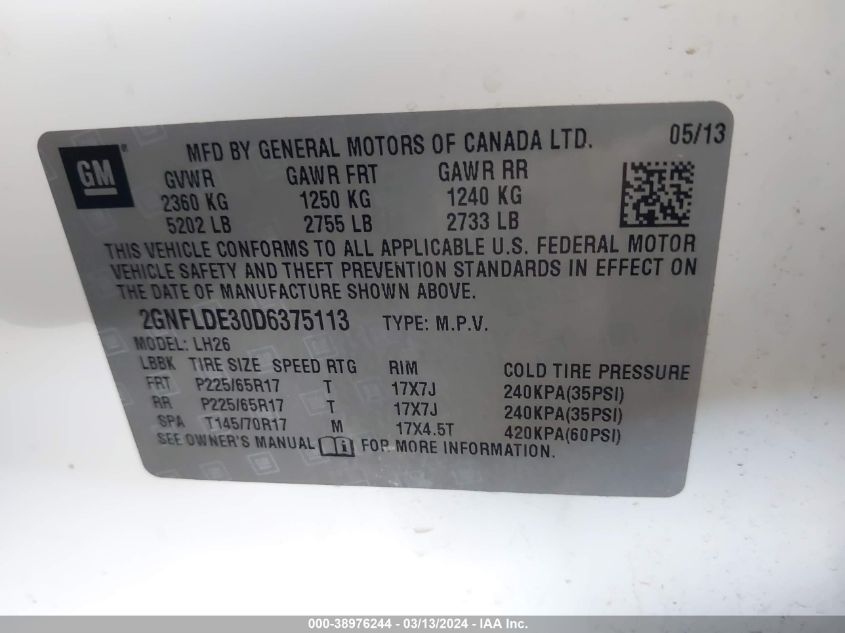 GM
MFD BY GENERAL MOTORS OF CANADA LTD. 05/13
GVWR GAWR FRT GAWR RR
2360 KG 1250 KG 1240 KG
5202 LB 2755 LB 2733 LB
THIS VEHICLE CONFORMS TO ALL APPLICABLE U.S. FEDERAL MOTOR
VEHICLE SAFETY AND THEFT PREVENTION STANDARDS IN EFFECT ON
THE DATE OF MANUFACTURE SHOWN ABOVE.
2GNFLDE30D6375113 TYPE: M.P.V.
MODEL: LH26
LBBK TIRE SIZE SPEED RTG RIM COLD TIRE PRESSURE
FRT P225/65R17 T 17X7J 240KPA(35PSI)
RR P225/65R17 T 17X7J 240KPA(35PSI)
SPA T145/70R17 M 17X4.5T 420KPA(60PSI)
SEE OWNER'S MANUAL FOR MORE INFORMATION.
000-38976244 - 03/13/2024 - IAA Inc.